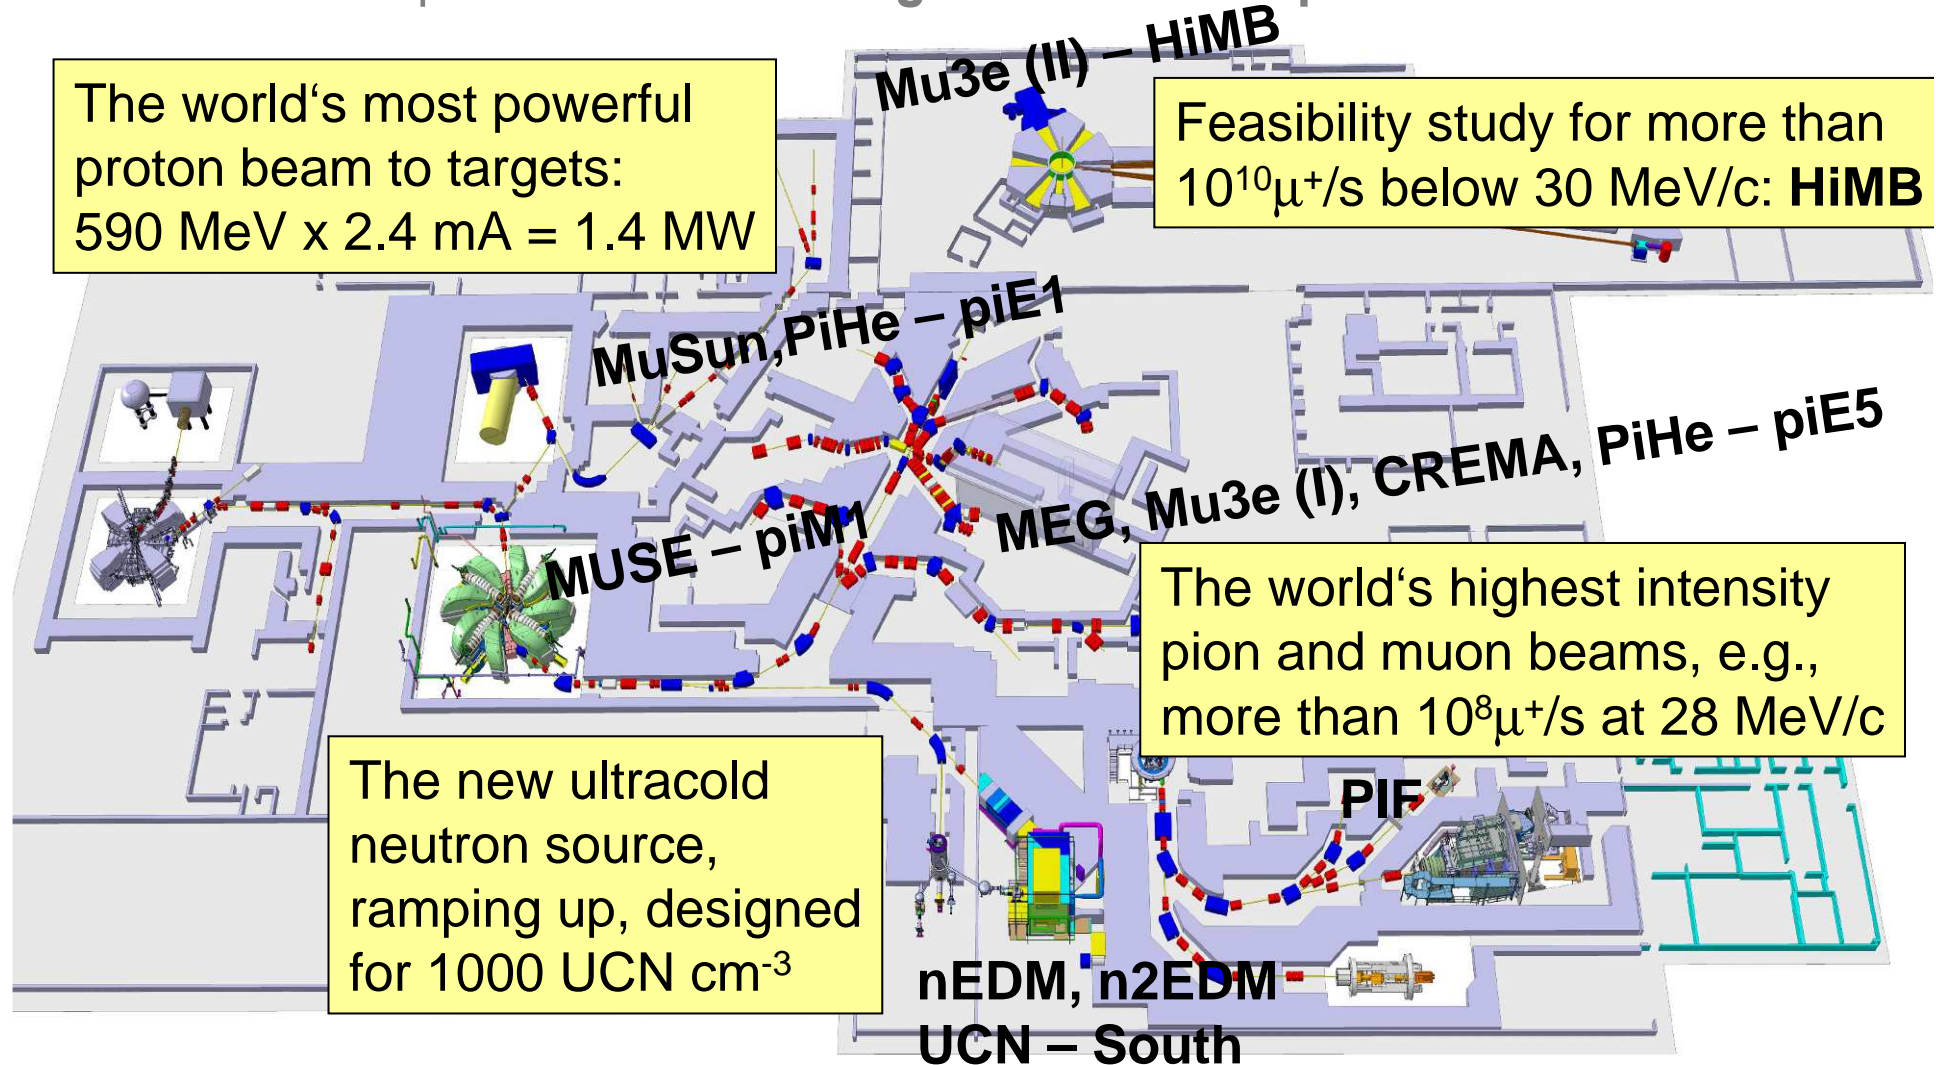 Mu3e (II) – HiMB
The world‘s most powerful
proton beam to targets:
590 MeV x 2.4 mA = 1.4 MW
Feasibility study for more than
10¹⁰μ⁺/s below 30 MeV/c: HiMB
MuSun,PiHe – piE1
MEG, Mu3e (I), CREMA, PiHe – piE5
MUSE – piM1
The world‘s highest intensity
pion and muon beams, e.g.,
more than 10⁸μ⁺/s at 28 MeV/c
The new ultracold
neutron source,
ramping up, designed
for 1000 UCN cm⁻³
PIF
nEDM, n2EDM
UCN – South